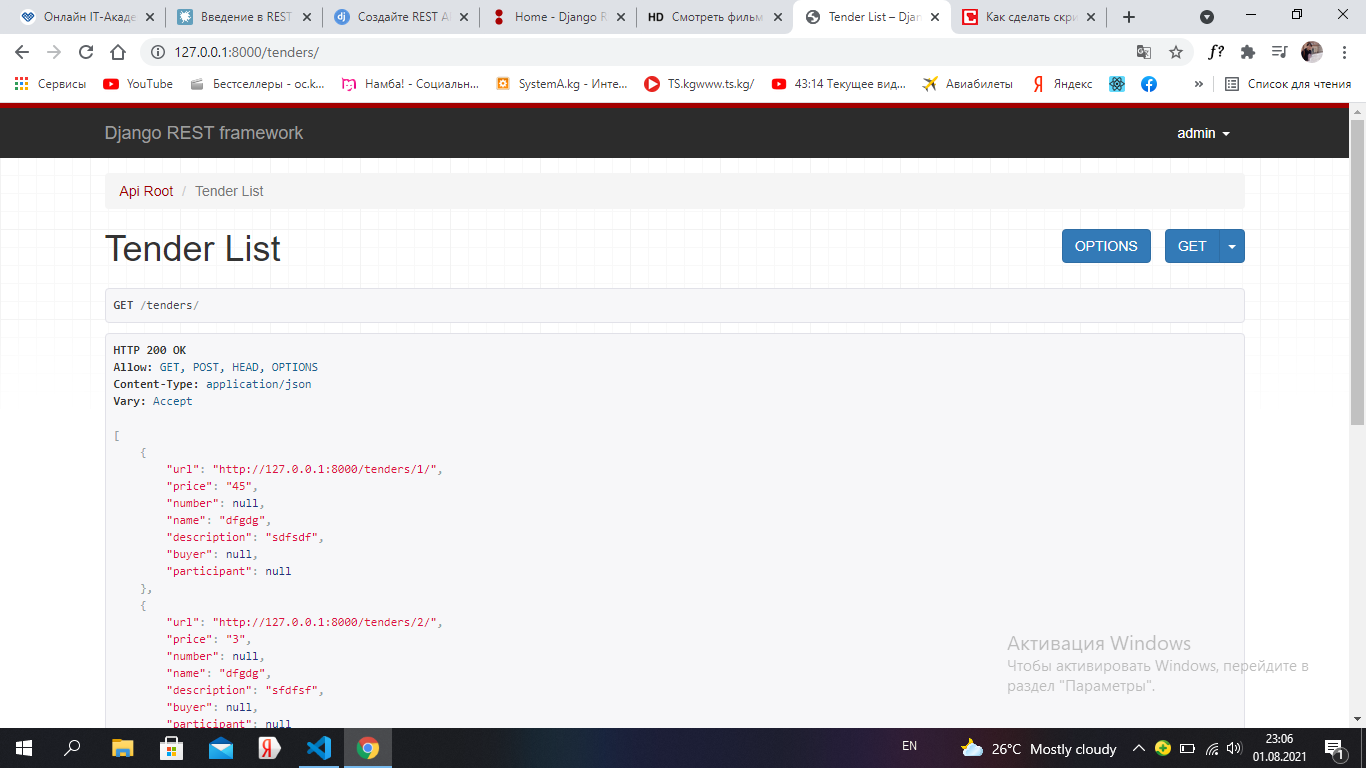 Онлайн IT-Акаде
Введение в REST
Создайте REST A
Home - Django R
HD Смотреть фильм
Tender List – Djan
Как сделать скри
127.0.0.1:8000/tenders/
f?
Сервисы
YouTube
Бестселлеры - oc.k...
Намба! - Социальн...
SystemA.kg - Инте...
TS.kgwww.ts.kg/
43:14 Текущее вид...
Авиабилеты
Яндекс
»
Список для чтения
Django REST framework
admin
Api Root / Tender List
Tender List
OPTIONS
GET
GET /tenders/
HTTP 200 OK
Allow: GET, POST, HEAD, OPTIONS
Content-Type: application/json
Vary: Accept
[
{
"url": "http://127.0.0.1:8000/tenders/1/",
"price": "45",
"number": null,
"name": "dfgdg",
"description": "sdfsdf",
"buyer": null,
"participant": null
},
{
"url": "http://127.0.0.1:8000/tenders/2/",
"price": "3",
"number": null,
"name": "dfgdg",
"description": "sfdfsf",
"buyer": null,
"participant": null
Активация Windows
Чтобы активировать Windows, перейдите в
раздел "Параметры".
EN
26°C Mostly cloudy
23:06
01.08.2021
1